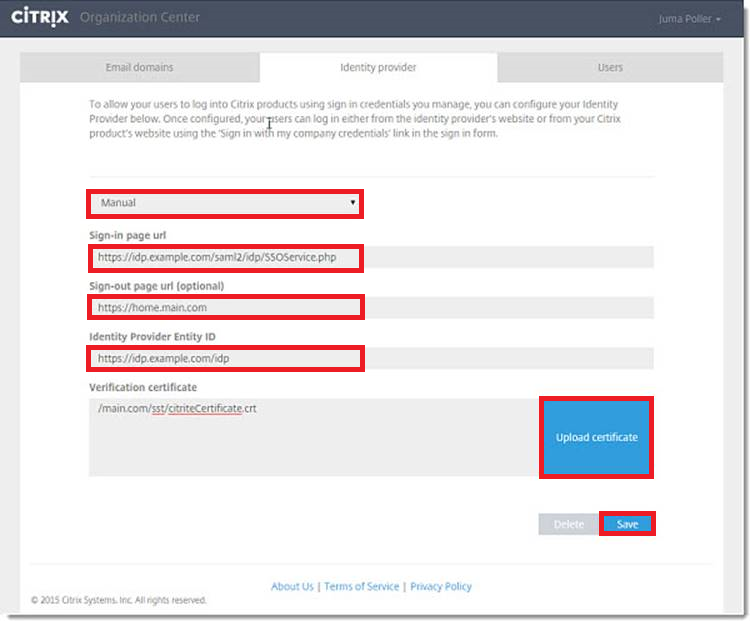 CITRIX Organization Center
Juma Poller
Email domains
Identity provider
Users
To allow your users to log into Citrix products using sign in credentials you manage, you can configure your Identity
Provider below. Once configured, your users can log in either from the identity provider's website or from your Citrix
product's website using the 'Sign in with my company credentials' link in the sign in form.
Manual
Sign-in page url
https://idp.example.com/saml2/idp/SSOService.php
Sign-out page url (optional)
https://home.main.com
Identity Provider Entity ID
https://idp.example.com/idp
Verification certificate
/main.com/sst/citriteCertificate.crt
Upload certificate
Delete
Save
About Us | Terms of Service | Privacy Policy
© 2015 Citrix Systems, Inc. All rights reserved.